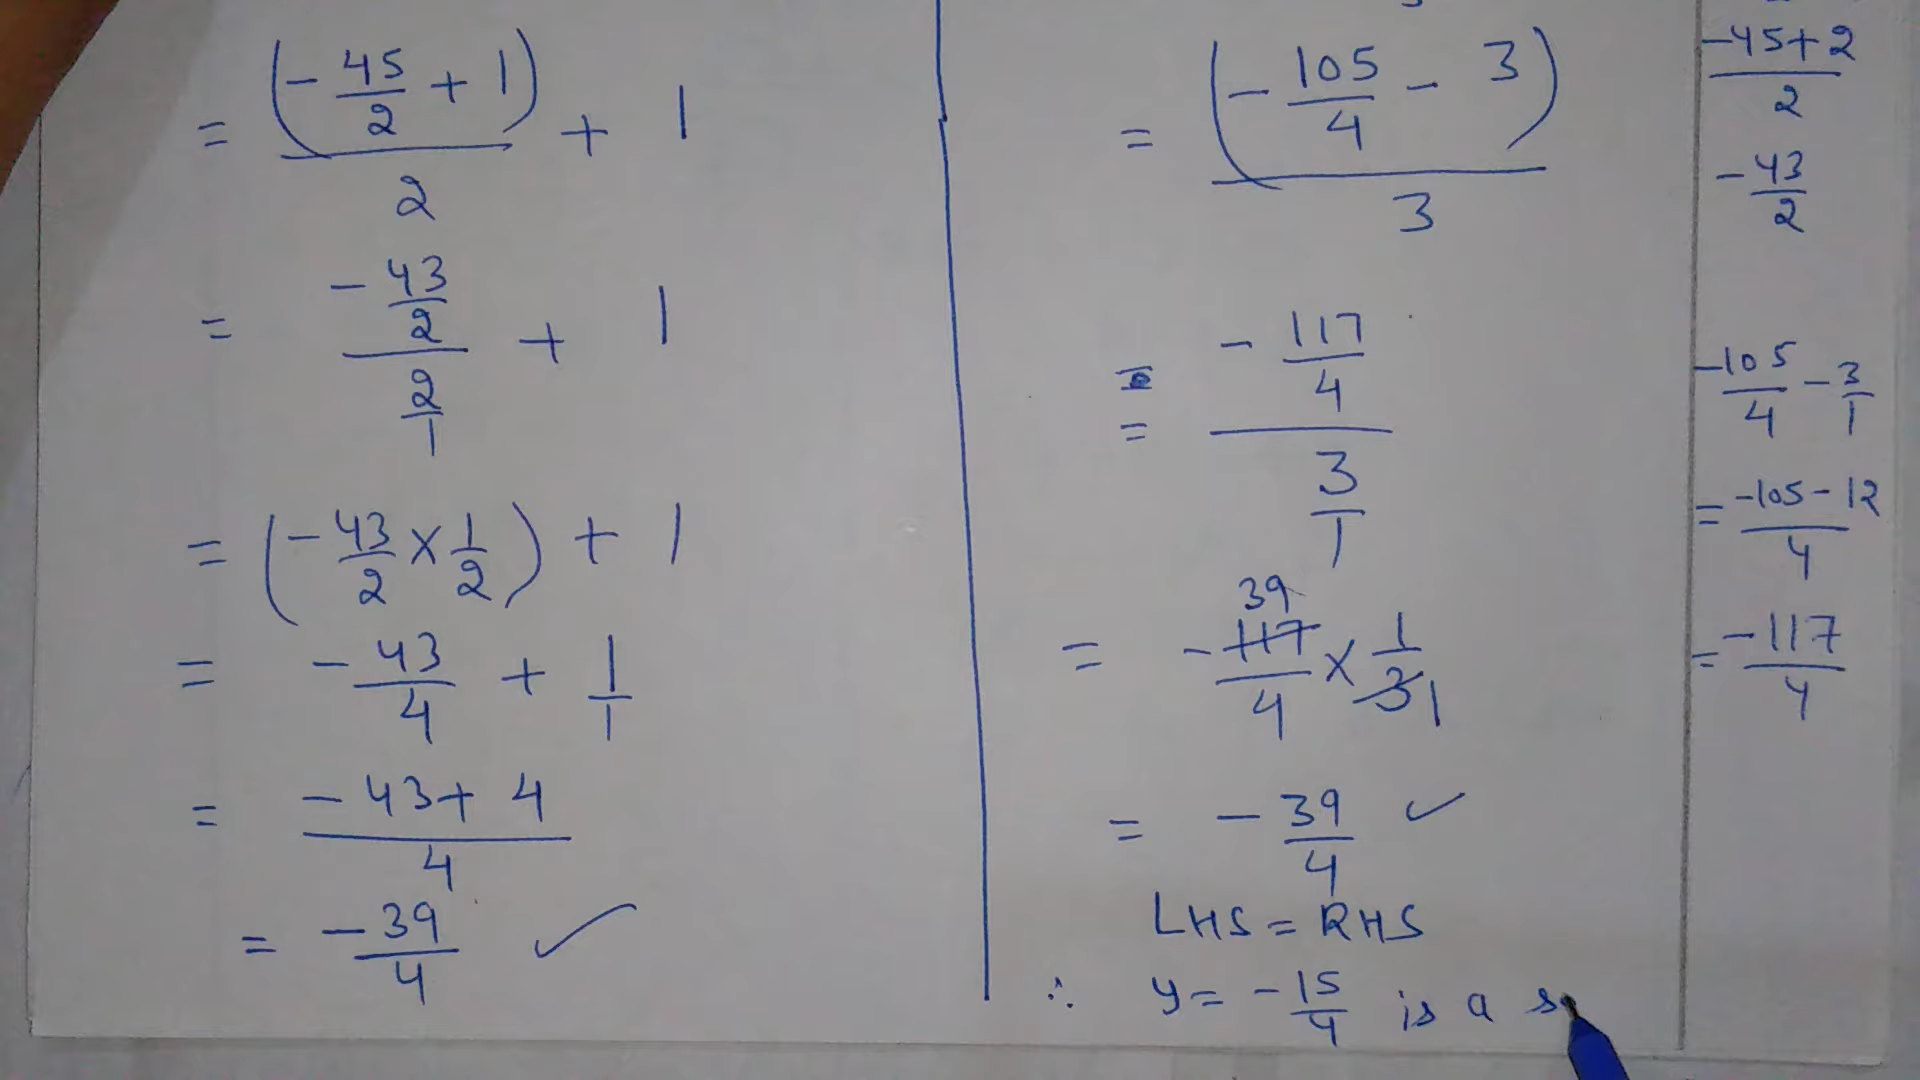 = (-45/2 + 1)/2 + 1
= (-43/2)/(2/1) + 1
= (-43/2 × 1/2) + 1
= -43/4 + 1/1
= (-43+4)/4
= -39/4 ✓
= (-105/4 - 3)/3
= (-117/4)/(3/1)
= -117/4 × 1/3 39 1
= -39/4 ✓
LHS = RHS
∴ y = -15/4 is a s
(-45+2)/2
-43/2
-105/4 - 3/1
= (-105-12)/4
= -117/4